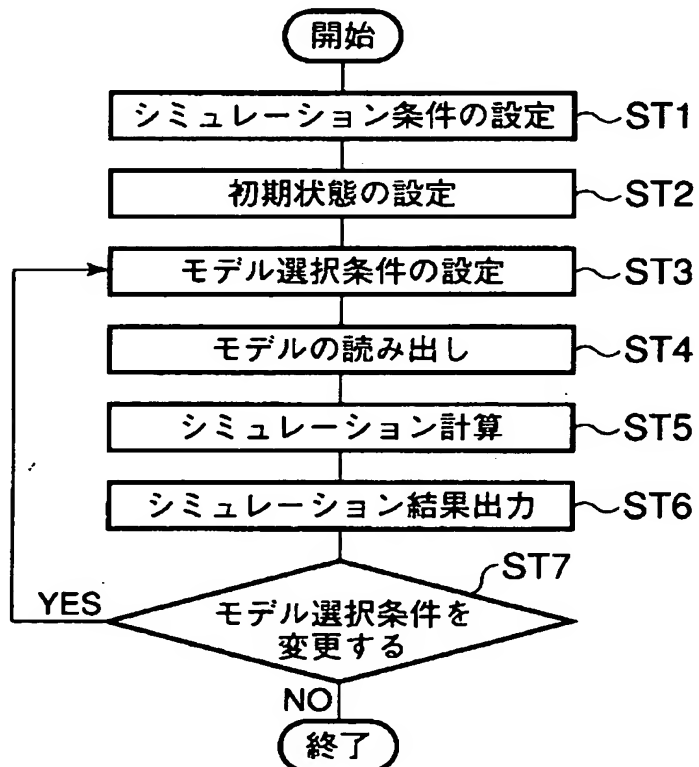 開始
シミュレーション条件の設定 ST1
初期状態の設定 ST2
モデル選択条件の設定 ST3
モデルの読み出し ST4
シミュレーション計算 ST5
シミュレーション結果出力 ST6
ST7
YES
モデル選択条件を
変更する
NO
終了